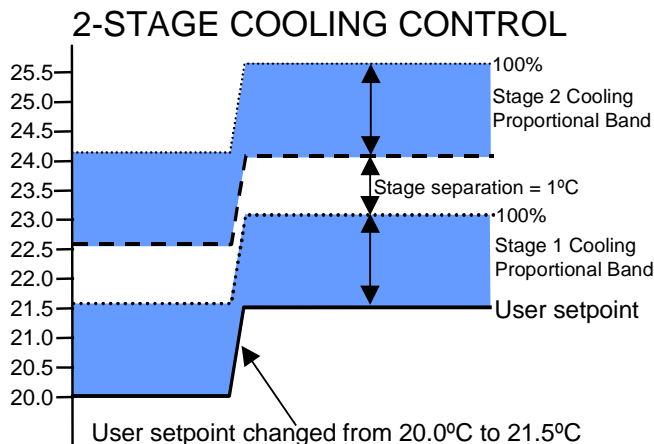 2-STAGE COOLING CONTROL
25.5
25.0
24.5
24.0
23.5
23.0
22.5
22.0
21.5
21.0
20.5
20.0
100%
Stage 2 Cooling
Proportional Band
Stage separation = 1ºC
100%
Stage 1 Cooling
Proportional Band
User setpoint
User setpoint changed from 20.0ºC to 21.5ºC